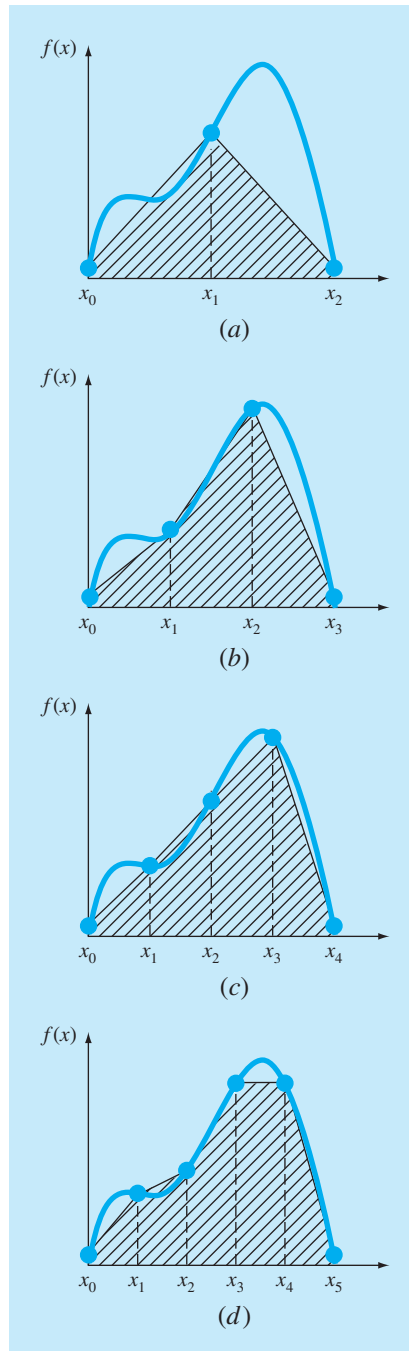 f(x)
x₀ x₁ x₂
(a)
f(x)
x₀ x₁ x₂ x₃
(b)
f(x)
x₀ x₁ x₂ x₃ x₄
(c)
f(x)
x₀ x₁ x₂ x₃ x₄ x₅
(d)